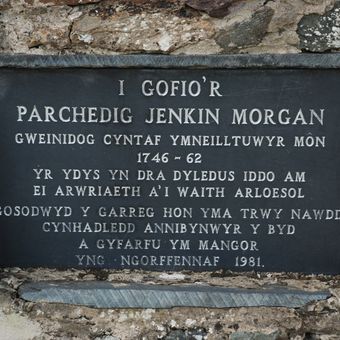 I GOFIO'R
PARCHEDIG JENKIN MORGAN
GWEINIDOG CYNTAF YMNEILLTUWYR MÔN
1746 - 62
YR YDYS YN DRA DYLEDUS IDDO AM
EI ARWRIAETH A'I WAITH ARLOESOL
GOSODWYD Y GARREG HON YMA TRWY NAWDD
CYNHADLEDD ANNIBYNWYR Y BYD
A GYFARFU YM MANGOR
YNG NGORFFENNAF 1981.